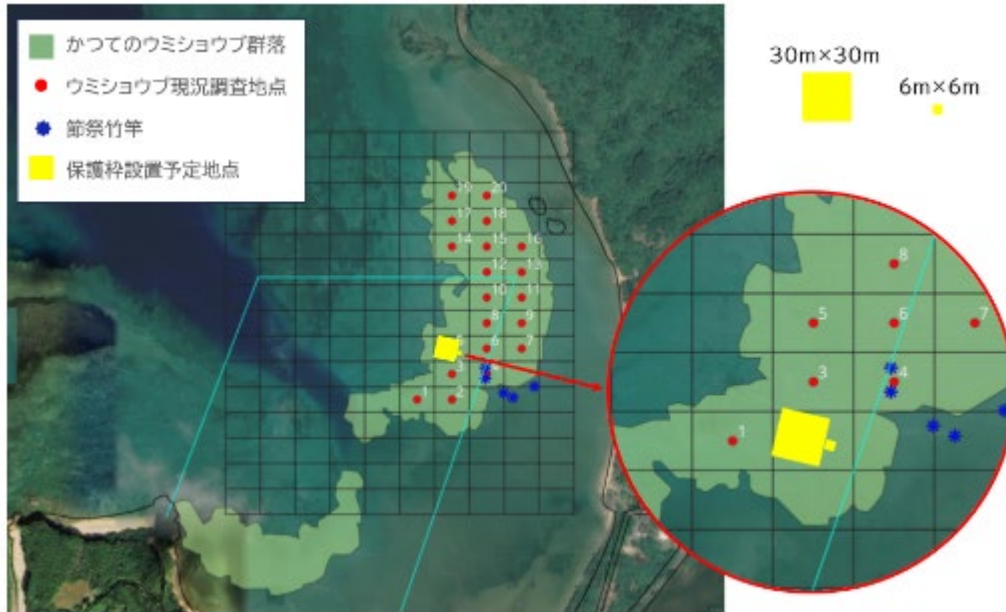 かつてのウミショウブ群落
ウミショウブ現況調査地点
節祭竹竿
保護枠設置予定地点
30m×30m
6m×6m
19 20
17 18
14 15 16
12 13
10 11
8 9
6 7
3
1 2
8
5 6 7
3 4
1